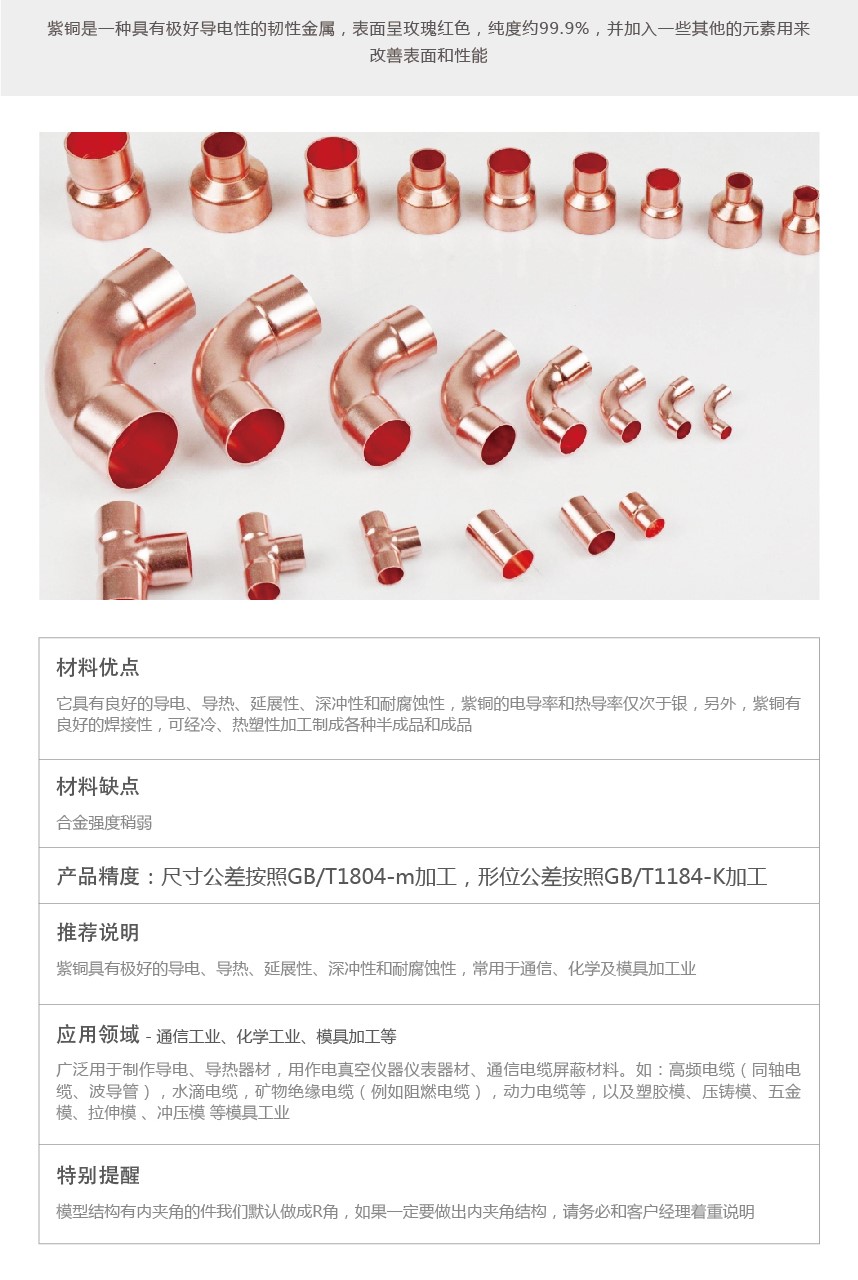 紫铜是一种具有极好导电性的韧性金属，表面呈玫瑰红色，纯度约99.9%，并加入一些其他的元素用来
改善表面和性能
材料优点
它具有良好的导电、导热、延展性、深冲性和耐腐蚀性，紫铜的电导率和热导率仅次于银，另外，紫铜有
良好的焊接性，可经冷、热塑性加工制成各种半成品和成品
材料缺点
合金强度稍弱
产品精度：尺寸公差按照GB/T1804-m加工，形位公差按照GB/T1184-K加工
推荐说明
紫铜具有极好的导电、导热、延展性、深冲性和耐腐蚀性，常用于通信、化学及模具加工业
应用领域 - 通信工业、化学工业、模具加工等
广泛用于制作导电、导热器材，用作电真空仪器仪表器材、通信电缆屏蔽材料。如：高频电缆（同轴电
缆、波导管），水滴电缆，矿物绝缘电缆（例如阻燃电缆），动力电缆等，以及塑胶模、压铸模、五金
模、拉伸模 、冲压模 等模具工业
特别提醒
模型结构有内夹角的件我们默认做成R角，如果一定要做出内夹角结构，请务必和客户经理着重说明